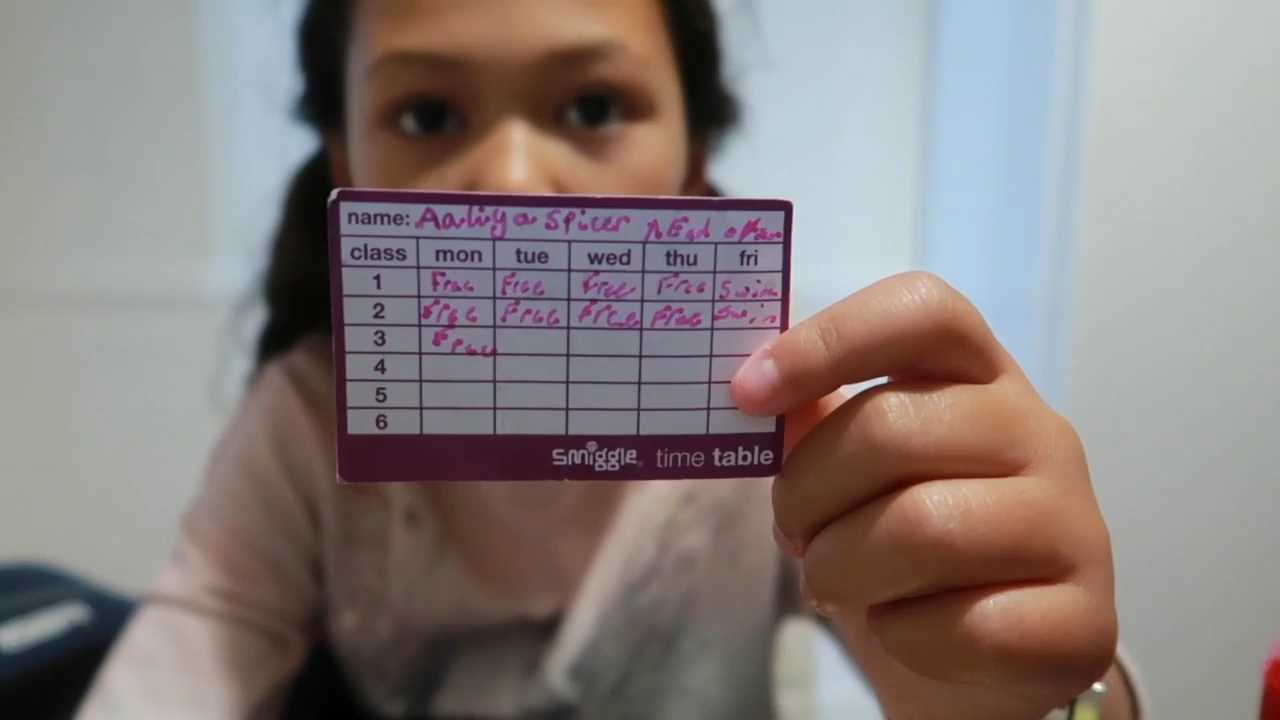 name: Aaliya Spicer
class mon tue wed thu fri
1 Free Free Free Free Swim
2 Free Free Free Free Swim
3 Free
4
5
6
smiggle time table